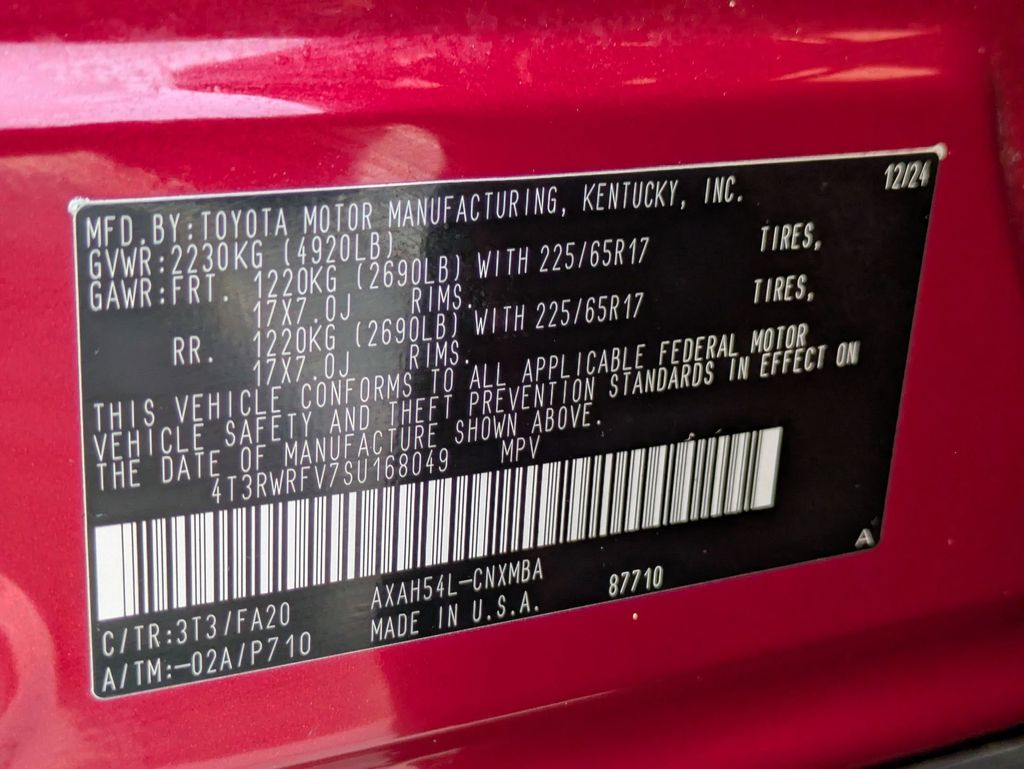 12/24
MFD.BY:TOYOTA MOTOR MANUFACTURING, KENTUCKY, INC.
GVWR:2230KG (4920LB)
GAWR:FRT. 1220KG (2690LB) WITH 225/65R17 TIRES,
17X7.0J RIMS.
RR. 1220KG (2690LB) WITH 225/65R17 TIRES,
17X7.0J RIMS.
THIS VEHICLE CONFORMS TO ALL APPLICABLE FEDERAL MOTOR
VEHICLE SAFETY AND THEFT PREVENTION STANDARDS IN EFFECT ON
THE DATE OF MANUFACTURE SHOWN ABOVE.
4T3RWRFV7SU168049 MPV
A
C/TR:3T3/FA20 AXAH54L-CNXMBA 87710
A/TM:-02A/P710 MADE IN U.S.A.